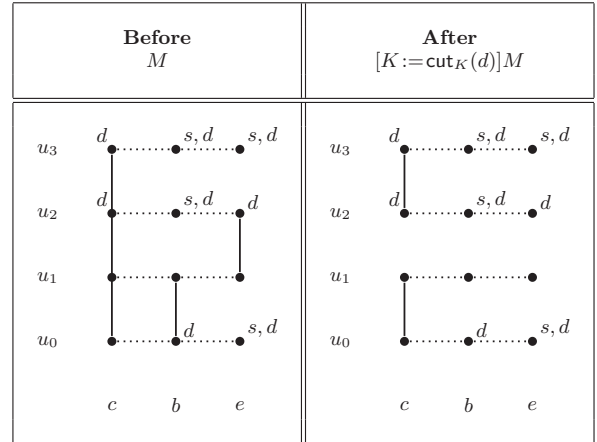 Before After
M [K:=cut_K(d)]M
d s, d s, d d s, d s, d
u₃ u₃
d s, d d d s, d d
u₂ u₂
u₁ u₁
d s, d d s, d
u₀ u₀
c b e c b e